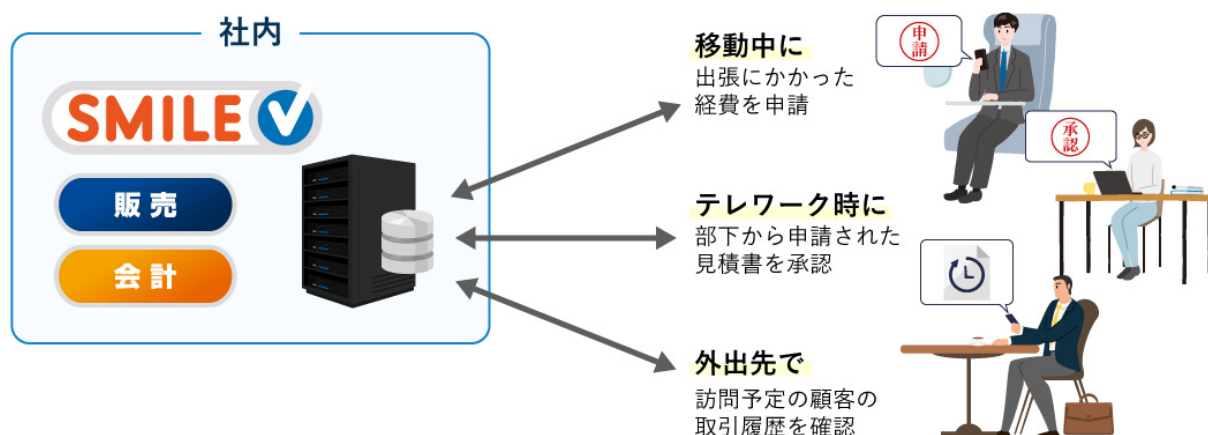 社内
SMILE V
販売
会計
移動中に
出張にかかった
経費を申請
申請
承認
テレワーク時に
部下から申請された
見積書を承認
外出先で
訪問予定の顧客の
取引履歴を確認